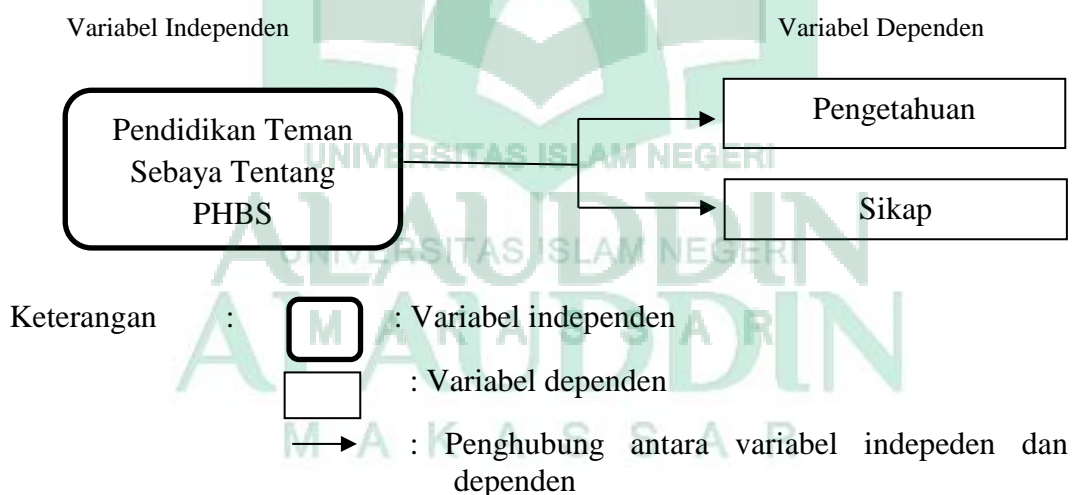 Variabel Independen
Variabel Dependen
Pendidikan Teman
Sebaya Tentang
PHBS
Pengetahuan
Sikap
UNIVERSITAS ISLAM NEGERI
ALAUDDIN
UNIVERSITAS ISLAM NEGERI
M A K A S S A R
ALAUDDIN
M A K A S S A R
Keterangan : : Variabel independen
: Variabel dependen
: Penghubung antara variabel indepeden dan
dependen